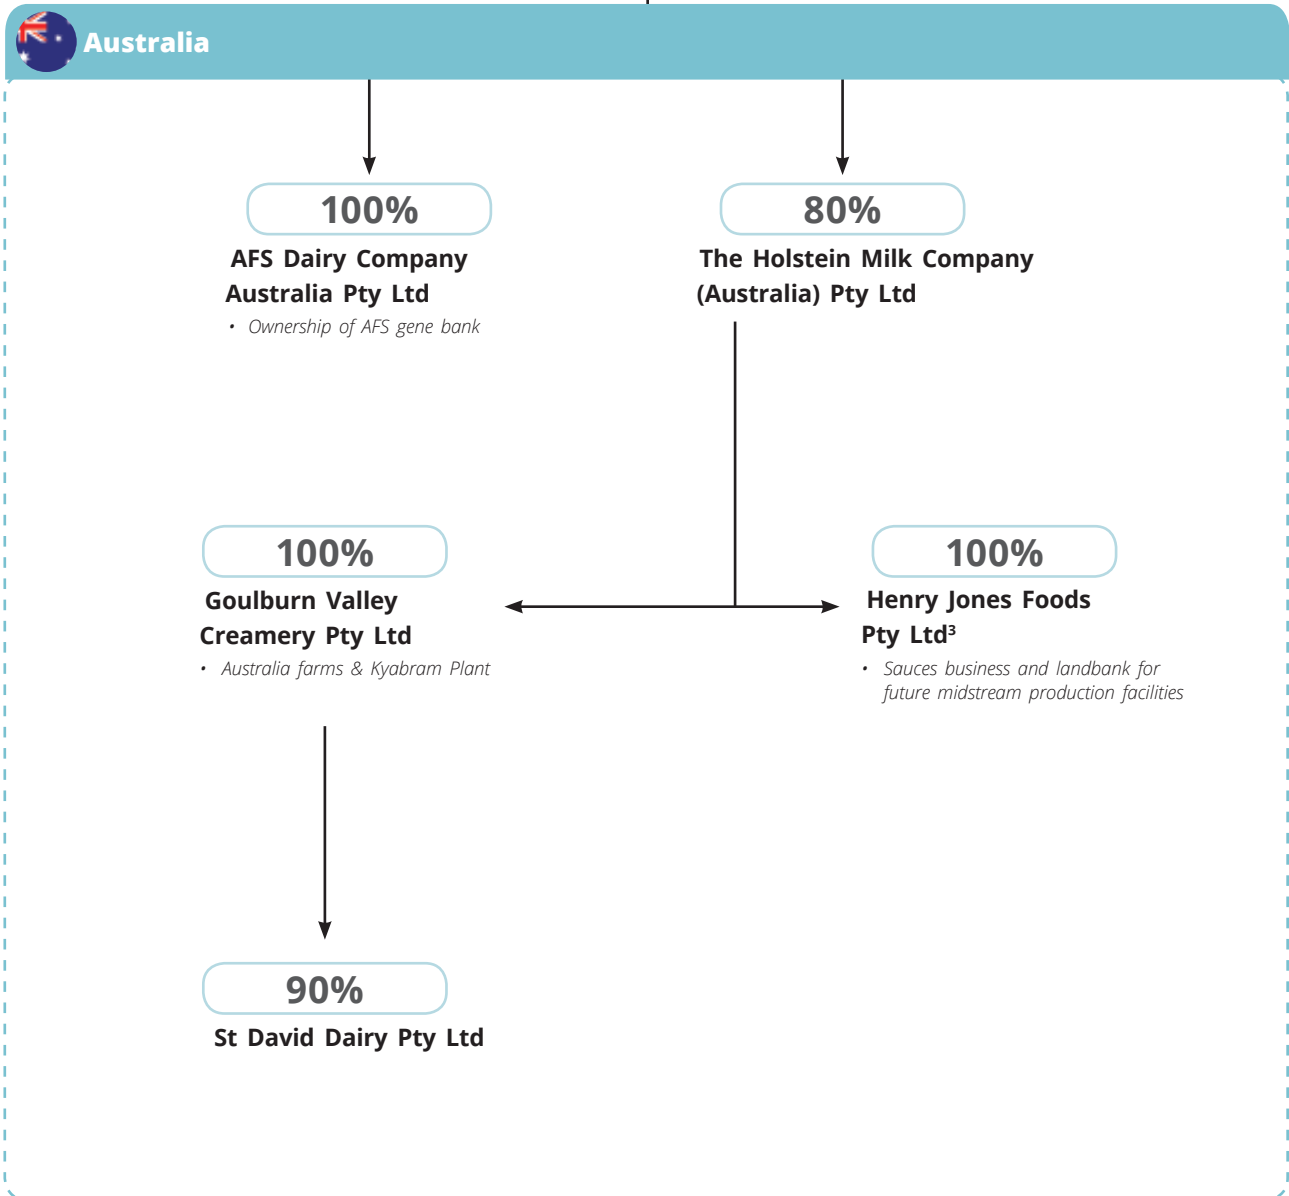 Australia
100%
AFS Dairy Company
Australia Pty Ltd
• Ownership of AFS gene bank
80%
The Holstein Milk Company
(Australia) Pty Ltd
100%
Goulburn Valley
Creamery Pty Ltd
• Australia farms & Kyabram Plant
100%
Henry Jones Foods
Pty Ltd³
• Sauces business and landbank for
future midstream production facilities
90%
St David Dairy Pty Ltd